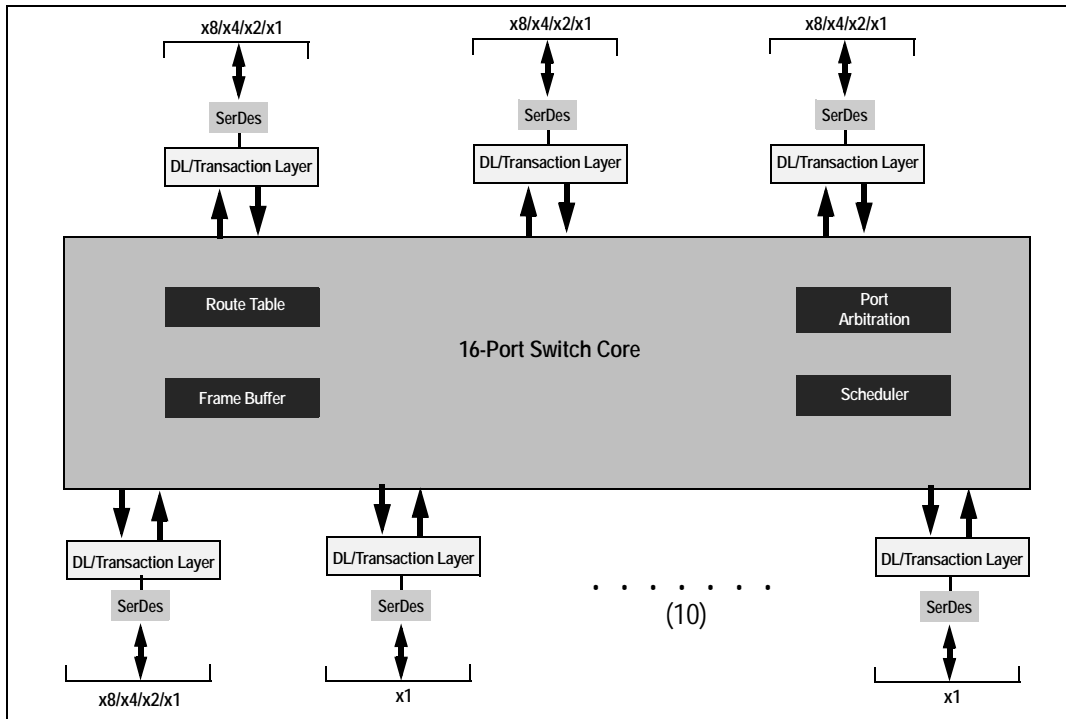 x8/x4/x2/x1
x8/x4/x2/x1
x8/x4/x2/x1
SerDes
SerDes
SerDes
DL/Transaction Layer
DL/Transaction Layer
DL/Transaction Layer
Route Table
Port
Arbitration
16-Port Switch Core
Frame Buffer
Scheduler
DL/Transaction Layer
DL/Transaction Layer
DL/Transaction Layer
. . . . . . .
(10)
SerDes
SerDes
SerDes
x8/x4/x2/x1
x1
x1